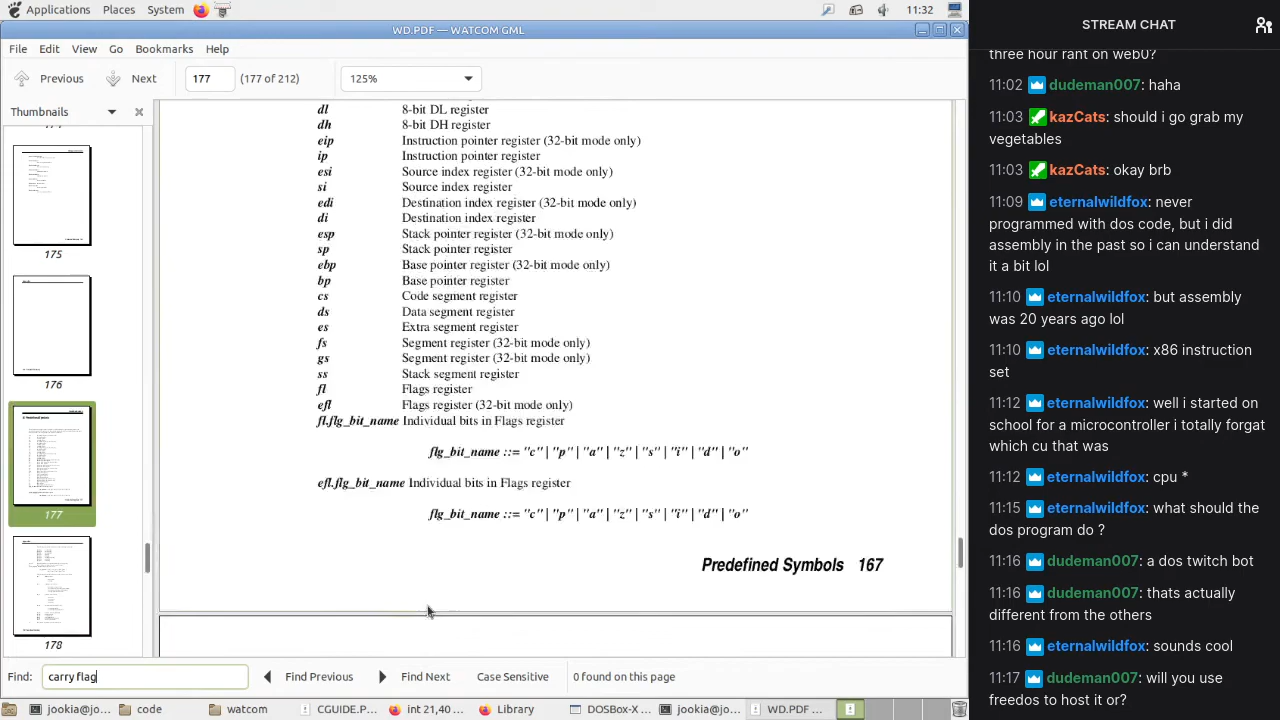 Applications Places System
11:32
WD.PDF — WATCOM GML
File Edit View Go Bookmarks Help
Previous Next 177 (177 of 212) 125%
Thumbnails
175
176
177
178
dl 8-bit DL register
dh 8-bit DH register
eip Instruction pointer register (32-bit mode only)
ip Instruction pointer register
esi Source index register (32-bit mode only)
si Source index register
edi Destination index register (32-bit mode only)
di Destination index register
esp Stack pointer register (32-bit mode only)
sp Stack pointer register
ebp Base pointer register (32-bit mode only)
bp Base pointer register
cs Code segment register
ds Data segment register
es Extra segment register
fs Segment register (32-bit mode only)
gs Segment register (32-bit mode only)
ss Stack segment register
fl Flags register
efl Flags register (32-bit mode only)
fl.flg_bit_name Individual bits in Flags register
flg_bit_name ::= "c" | "p" | "a" | "z" | "s" | "i" | "d" | "o"
efl.flg_bit_name Individual bits in Flags register
flg_bit_name ::= "c" | "p" | "a" | "z" | "s" | "i" | "d" | "o"
Predefined Symbols 167
Find: carry flag Find Previous Find Next Case Sensitive 0 found on this page
jookia@jo... code watcom CGUIDE.P... int 21,40 ... Library DOSBox-X ... jookia@jo... WD.PDF ...
STREAM CHAT
three hour rant on web0?
11:02 dudeman007: haha
11:03 kazCats: should i go grab my
vegetables
11:03 kazCats: okay brb
11:09 eternalwildfox: never
programmed with dos code, but i did
assembly in the past so i can understand
it a bit lol
11:10 eternalwildfox: but assembly
was 20 years ago lol
11:10 eternalwildfox: x86 instruction
set
11:12 eternalwildfox: well i started on
school for a microcontroller i totally forgat
which cu that was
11:12 eternalwildfox: cpu *
11:15 eternalwildfox: what should the
dos program do ?
11:16 dudeman007: a dos twitch bot
11:16 dudeman007: thats actually
different from the others
11:16 eternalwildfox: sounds cool
11:17 dudeman007: will you use
freedos to host it or?